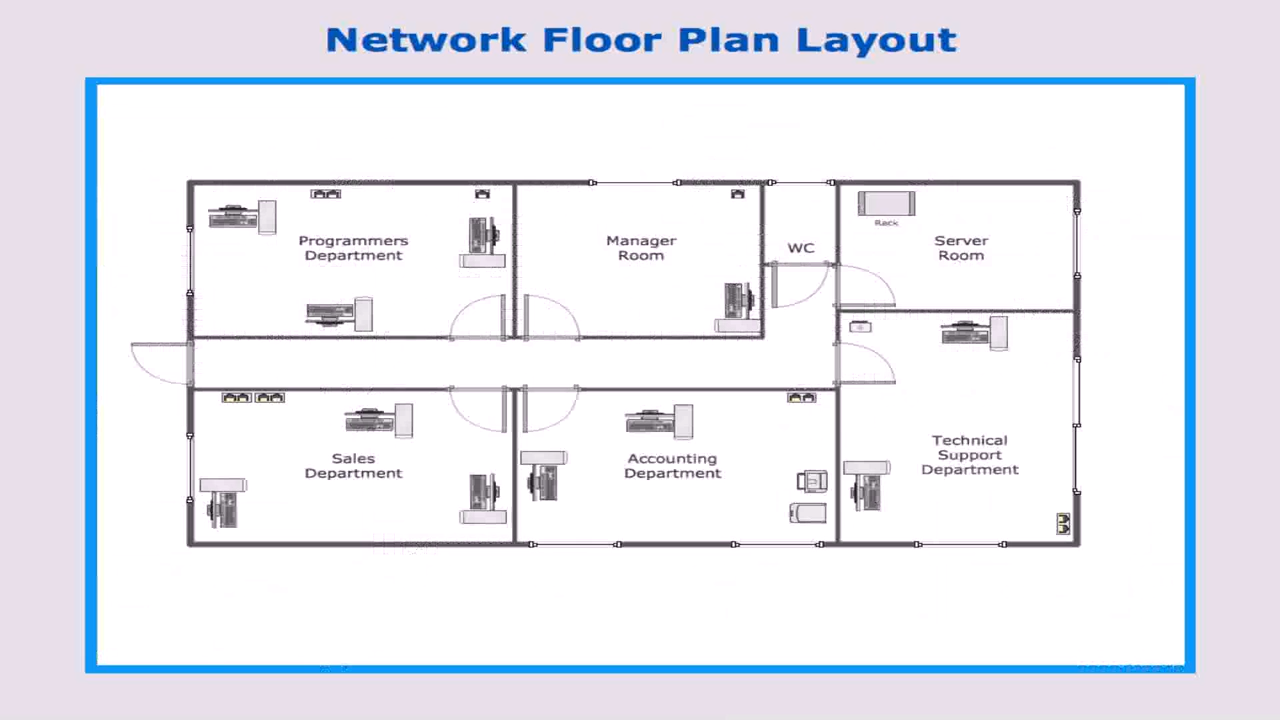 Network Floor Plan Layout
Programmers
Department
Manager
Room
WC
Rack
Server
Room
Sales
Department
Accounting
Department
Technical
Support
Department